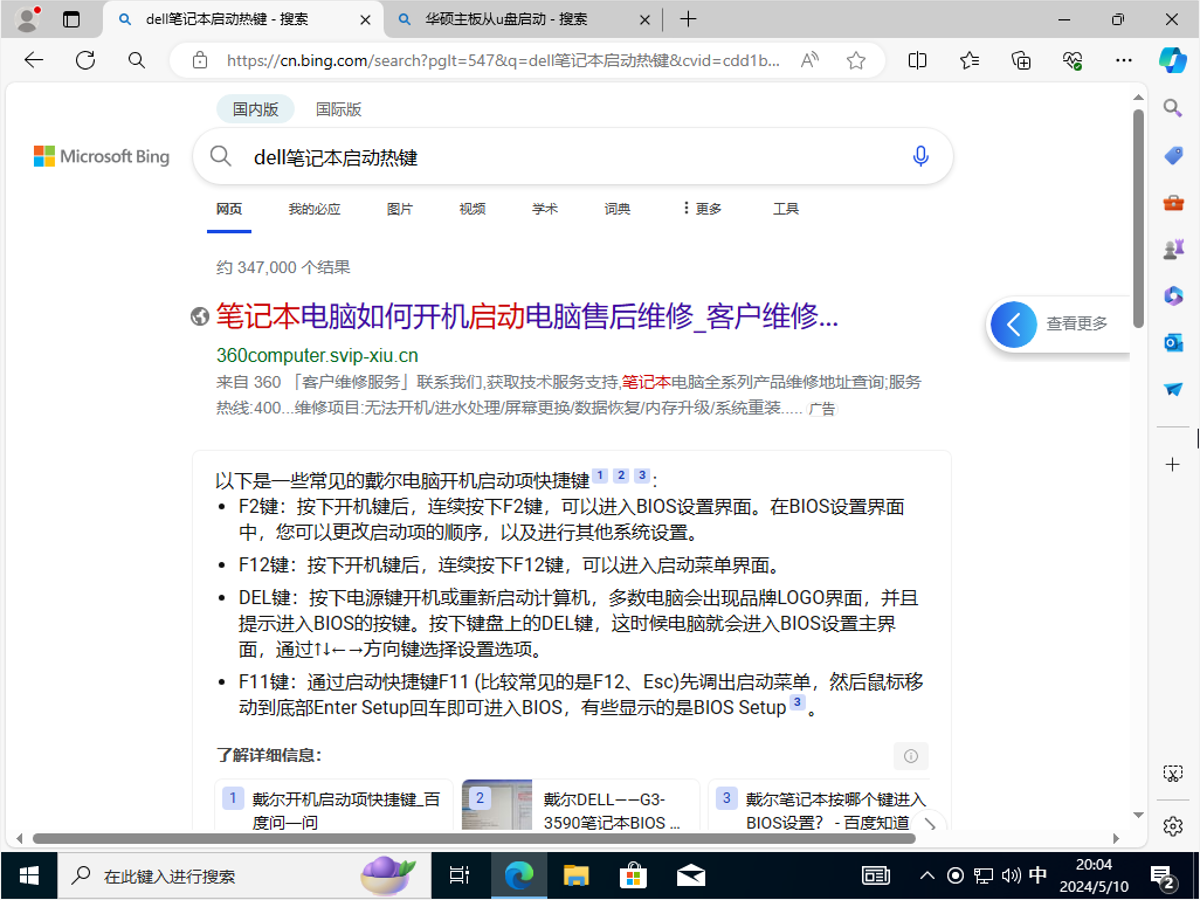 dell笔记本启动热键 - 搜索
华硕主板从u盘启动 - 搜索
https://cn.bing.com/search?pglt=547&q=dell笔记本启动热键&cvid=cdd1b...
国内版
国际版
Microsoft Bing
dell笔记本启动热键
网页
我的必应
图片
视频
学术
词典
更多
工具
约 347,000 个结果
笔记本电脑如何开机启动电脑售后维修_客户维修...
查看更多
360computer.svip-xiu.cn
来自 360 「客户维修服务」联系我们,获取技术服务支持,笔记本电脑全系列产品维修地址查询;服务
热线:400...维修项目:无法开机/进水处理/屏幕更换/数据恢复/内存升级/系统重装..... 广告
以下是一些常见的戴尔电脑开机启动项快捷键 1 2 3 :
• F2键：按下开机键后，连续按下F2键，可以进入BIOS设置界面。在BIOS设置界面
中，您可以更改启动项的顺序，以及进行其他系统设置。
• F12键：按下开机键后，连续按下F12键，可以进入启动菜单界面。
• DEL键：按下电源键开机或重新启动计算机，多数电脑会出现品牌LOGO界面，并且
提示进入BIOS的按键。按下键盘上的DEL键，这时候电脑就会进入BIOS设置主界
面，通过↑↓←→方向键选择设置选项。
• F11键：通过启动快捷键F11 (比较常见的是F12、Esc)先调出启动菜单，然后鼠标移
动到底部Enter Setup回车即可进入BIOS，有些显示的是BIOS Setup 3 。
了解详细信息：
1 戴尔开机启动项快捷键_百
度问一问
2 戴尔DELL——G3-
3590笔记本BIOS ...
3 戴尔笔记本按哪个键进入
BIOS设置？ - 百度知道
在此键入进行搜索
中
20:04
2024/5/10
2